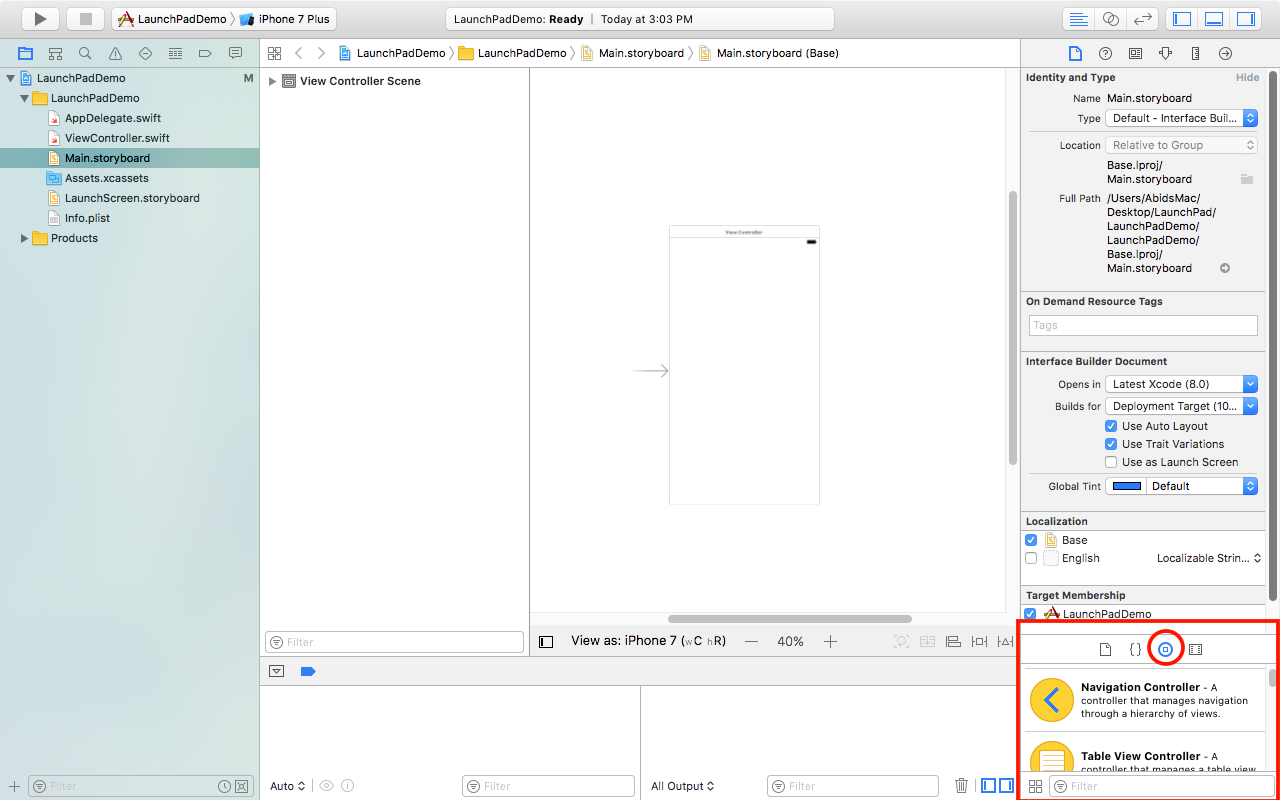 LaunchPadDemo iPhone 7 Plus
LaunchPadDemo: Ready | Today at 3:03 PM
LaunchPadDemo LaunchPadDemo Main.storyboard Main.storyboard (Base)
LaunchPadDemo M
LaunchPadDemo
AppDelegate.swift
ViewController.swift
Main.storyboard
Assets.xcassets
LaunchScreen.storyboard
Info.plist
Products
Filter
View Controller Scene
Filter
View Controller
View as: iPhone 7 (wC hR) — 40% +
Auto
Filter
All Output
Filter
Identity and Type Hide
Name Main.storyboard
Type Default - Interface Buil...
Location Relative to Group
Base.lproj/
Main.storyboard
Full Path /Users/AbidsMac/
Desktop/LaunchPad/
LaunchPadDemo/
LaunchPadDemo/
Base.lproj/
Main.storyboard
On Demand Resource Tags
Tags
Interface Builder Document
Opens in Latest Xcode (8.0)
Builds for Deployment Target (10...
Use Auto Layout
Use Trait Variations
Use as Launch Screen
Global Tint Default
Localization
Base
English Localizable Strin...
Target Membership
LaunchPadDemo
{}
Navigation Controller - A
controller that manages navigation
through a hierarchy of views.
Table View Controller - A
controller that manages a table view
Filter